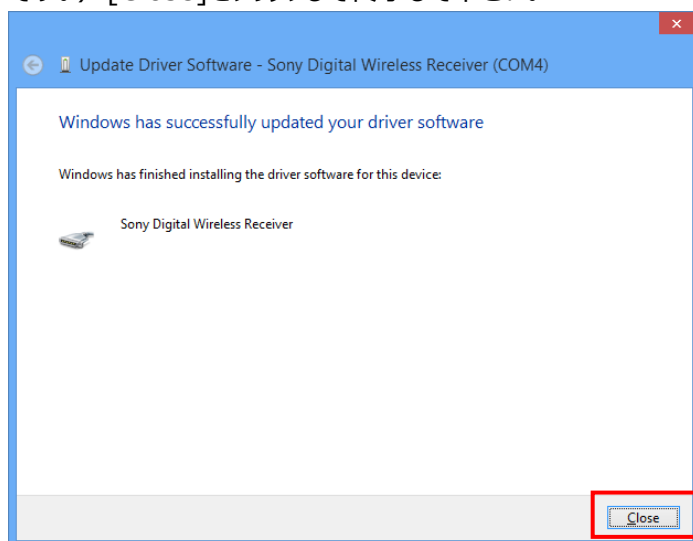 [Close]
Update Driver Software - Sony Digital Wireless Receiver (COM4)
Windows has successfully updated your driver software
Windows has finished installing the driver software for this device:
Sony Digital Wireless Receiver
Close